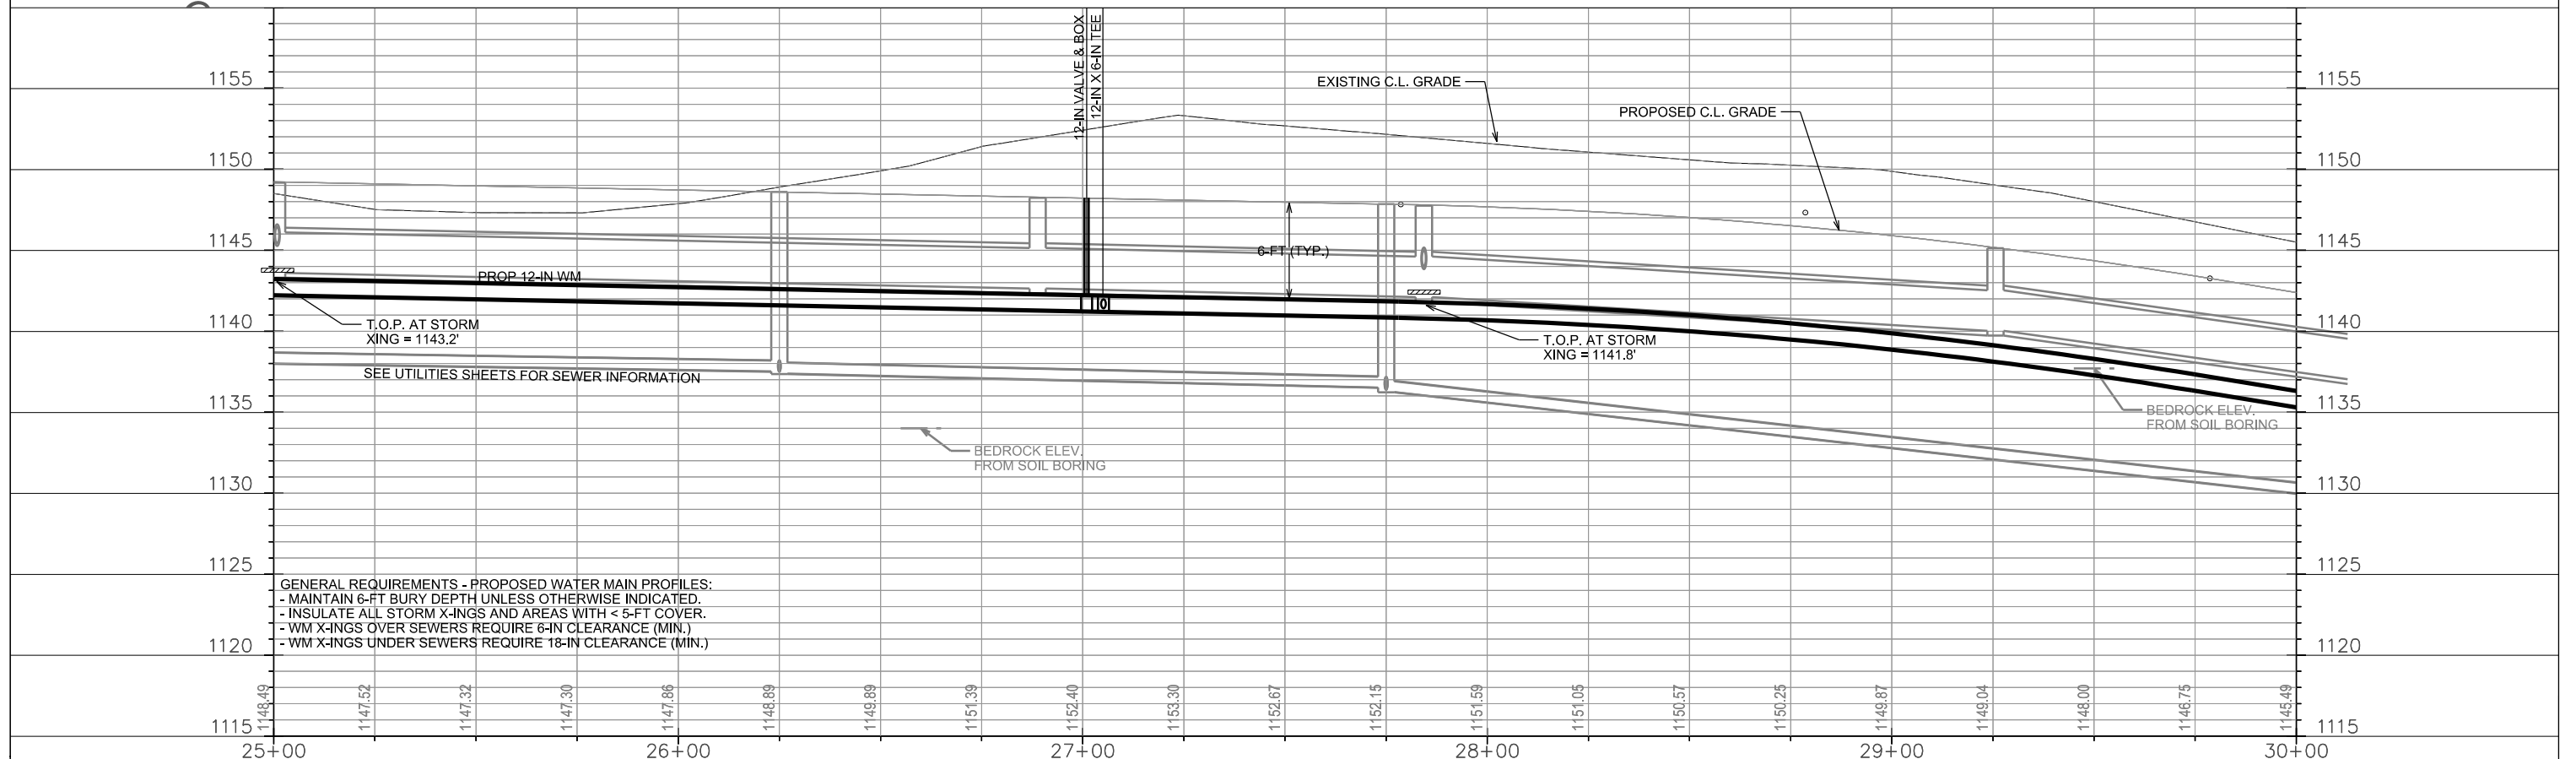 12-IN VALVE & BOX
12-IN X 6-IN TEE
1155
EXISTING C.L. GRADE
1155
PROPOSED C.L. GRADE
1150
1150
1145
6-FT (TYP.)
1145
PROP 12-IN WM
T.O.P. AT STORM
XING = 1143.2'
1140
T.O.P. AT STORM
XING = 1141.8'
1140
SEE UTILITIES SHEETS FOR SEWER INFORMATION
1135
BEDROCK ELEV.
FROM SOIL BORING
1135
BEDROCK ELEV.
FROM SOIL BORING
1130
1130
1125
1125
GENERAL REQUIREMENTS - PROPOSED WATER MAIN PROFILES:
- MAINTAIN 6-FT BURY DEPTH UNLESS OTHERWISE INDICATED.
- INSULATE ALL STORM X-INGS AND AREAS WITH < 5-FT COVER.
- WM X-INGS OVER SEWERS REQUIRE 6-IN CLEARANCE (MIN.)
- WM X-INGS UNDER SEWERS REQUIRE 18-IN CLEARANCE (MIN.)
1120
1120
1148.49
1147.52
1147.32
1147.30
1147.86
1148.89
1149.89
1151.39
1152.40
1153.30
1152.67
1152.15
1151.59
1151.05
1150.57
1150.25
1149.87
1149.04
1148.00
1146.75
1145.49
1115
1115
25+00
26+00
27+00
28+00
29+00
30+00